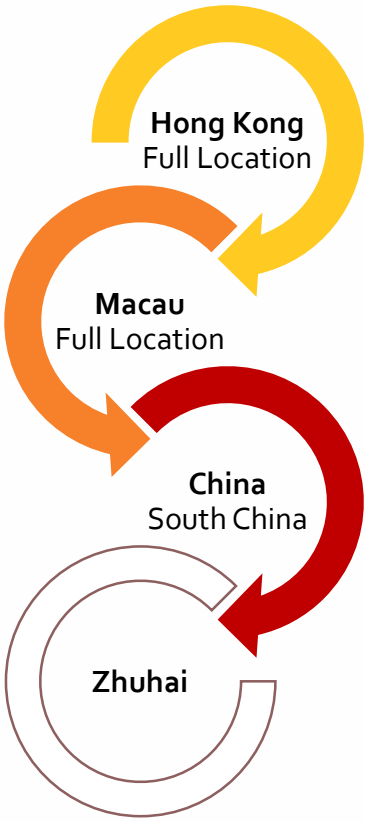 Hong Kong
Full Location
Macau
Full Location
China
South China
Zhuhai